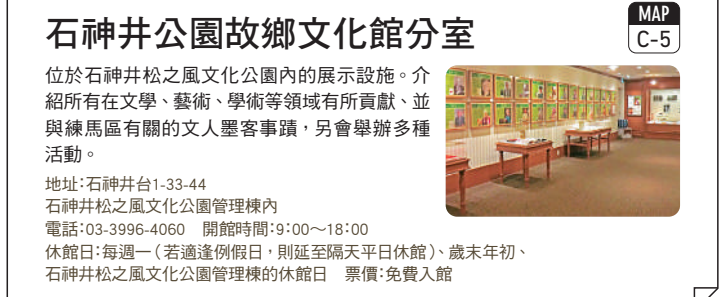 石神井公園故鄉文化館分室
MAP
C-5
位於石神井松之風文化公園內的展示設施。介
紹所有在文學、藝術、學術等領域有所貢獻、並
與練馬區有關的文人墨客事蹟，另會舉辦多種
活動。
地址：石神井台1-33-44
石神井松之風文化公園管理棟內
電話：03-3996-4060　開館時間：9：00～18：00
休館日：每週一（若適逢例假日，則延至隔天平日休館）、歲末年初、
石神井松之風文化公園管理棟的休館日　票價：免費入館